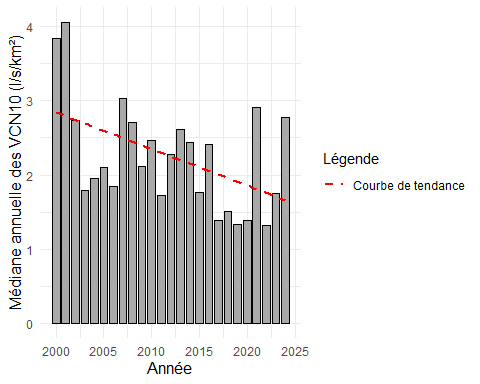 Médiane annuelle des VCN10 (l/s/km²)
4
3
2
1
0
2000 2005 2010 2015 2020 2025
Année
Légende
Courbe de tendance